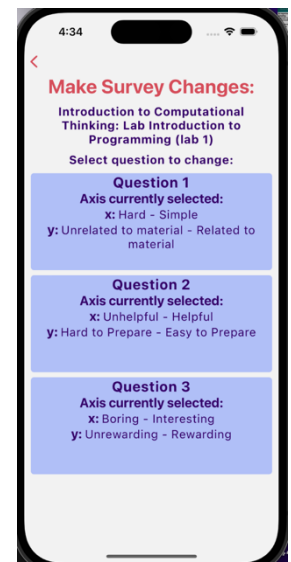 4:34
Make Survey Changes:
Introduction to Computational
Thinking: Lab Introduction to
Programming (lab 1)
Select question to change:
Question 1
Axis currently selected:
x: Hard - Simple
y: Unrelated to material - Related to
material
Question 2
Axis currently selected:
x: Unhelpful - Helpful
y: Hard to Prepare - Easy to Prepare
Question 3
Axis currently selected:
x: Boring - Interesting
y: Unrewarding - Rewarding